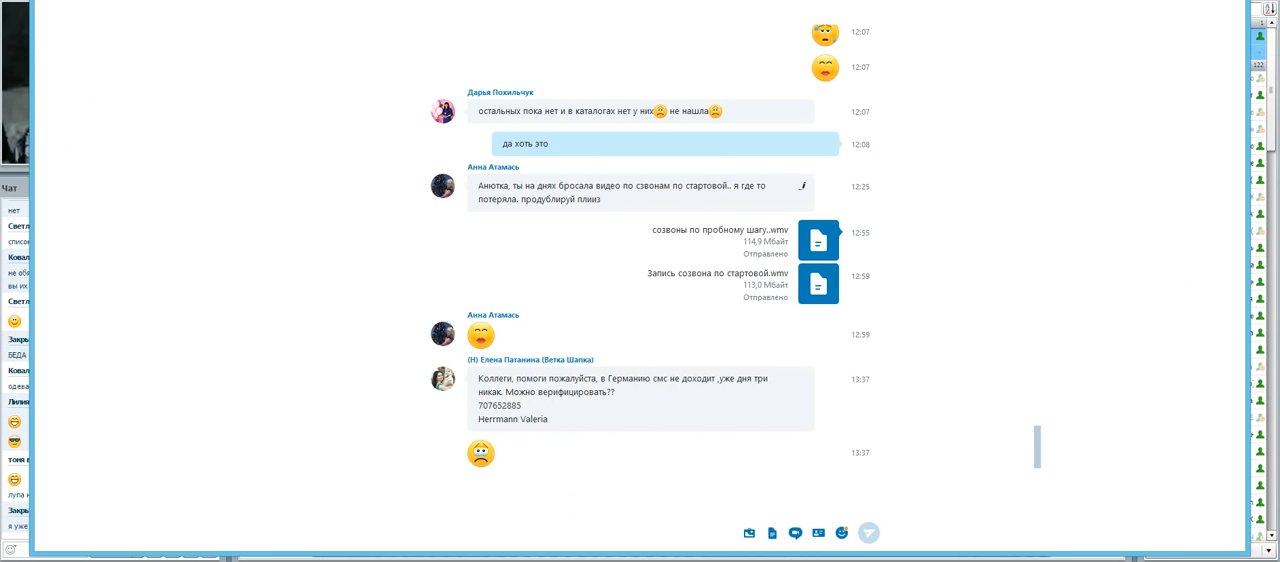 12:07
12:07
Дарья Похильчук
остальных пока нет и в каталогах нет у них не нашла
12:07
да хоть это
12:08
Анна Атамась
Анютка, ты на днях бросала видео по сзвонам по стартовой.. я где то
потеряла. продублируй плииз
12:25
созвоны по пробному шагу..wmv
114,9 Мбайт
Отправлено
12:55
Запись созвона по стартовой.wmv
113,0 Мбайт
Отправлено
12:59
Анна Атамась
12:59
(Н) Елена Патанина (Ветка Шапка)
Коллеги, помоги пожалуйста, в Германию смс не доходит ,уже дня три
никак. Можно верифицировать??
707652885
Herrmann Valeria
13:37
13:37
Чат
нет
Светл
список
Ковал
не обя
вы их
Светл
Закры
БЕДА
Ковал
одева
Лилия
тоня в
лупа н
Закры
я уже
1
122